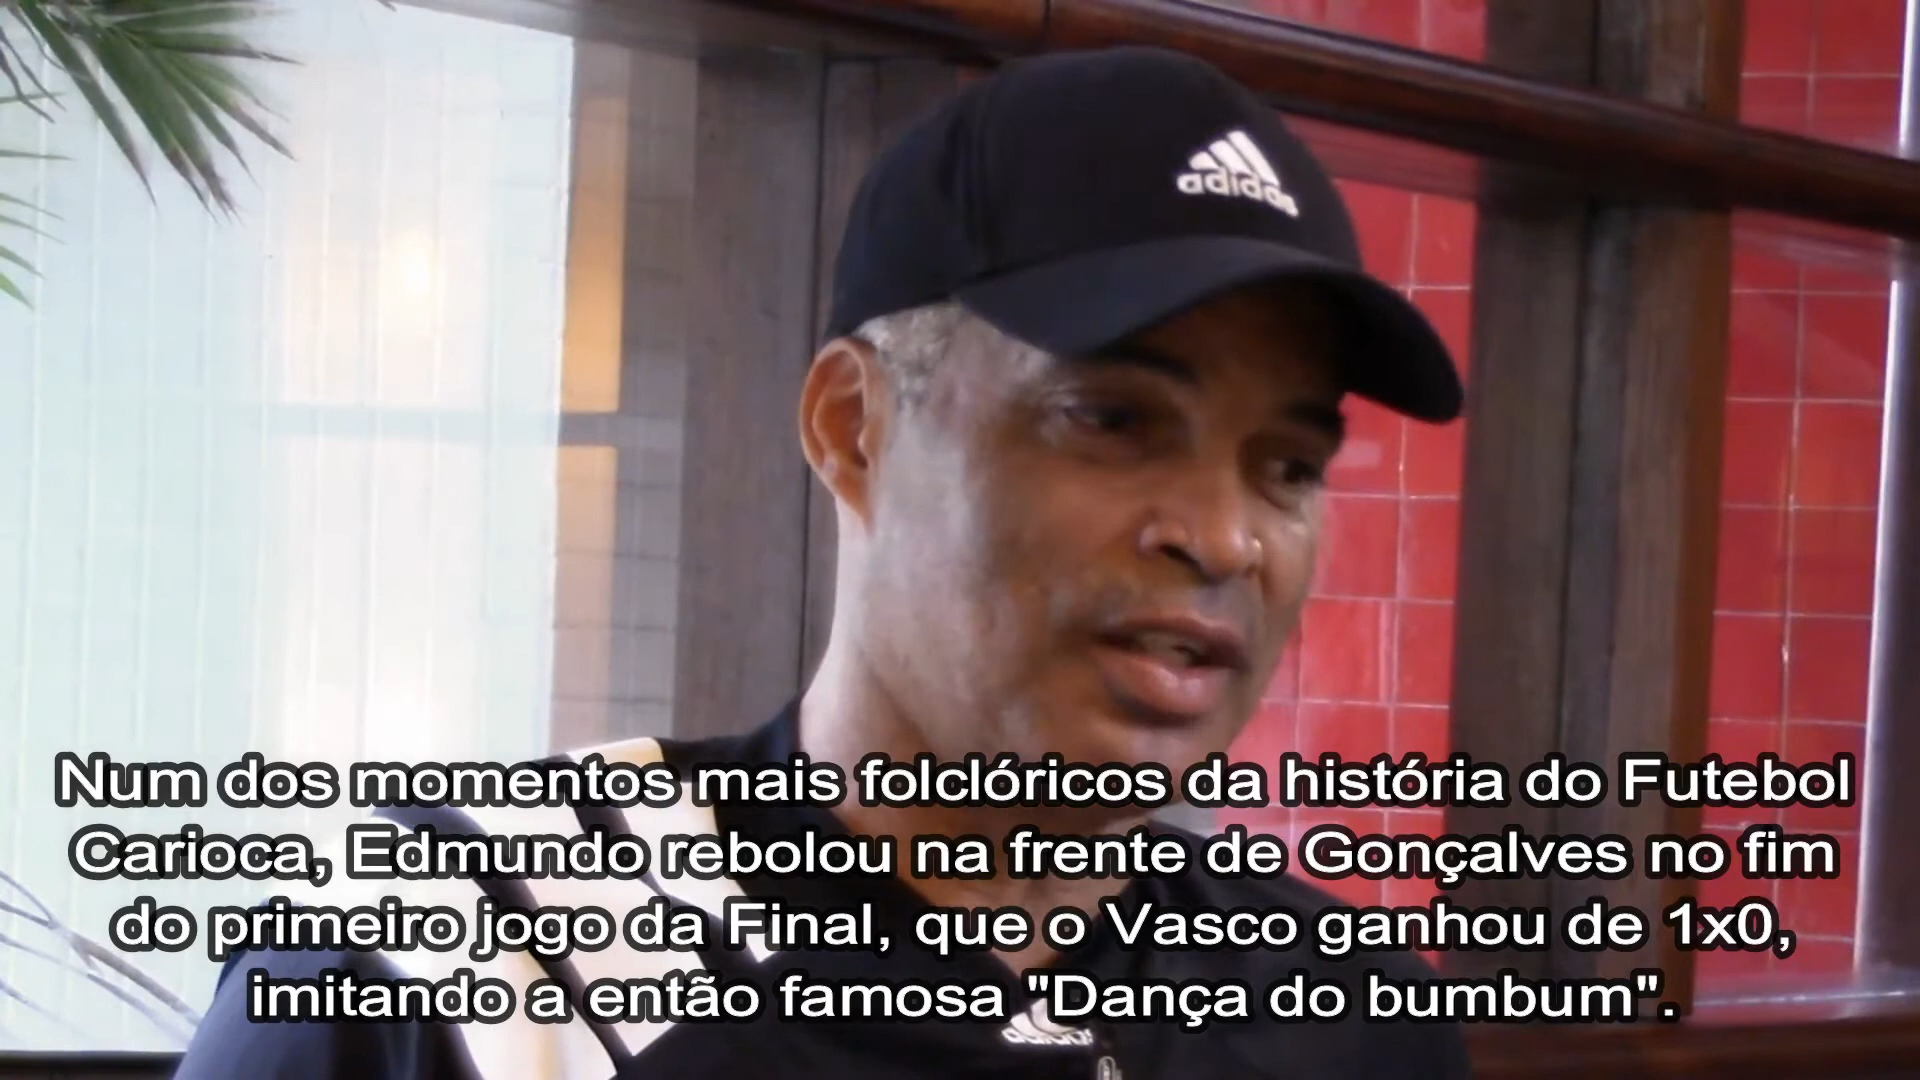 adidas
Num dos momentos mais folclóricos da história do Futebol
Carioca, Edmundo rebolou na frente de Gonçalves no fim
do primeiro jogo da Final, que o Vasco ganhou de 1x0,
imitando a então famosa "Dança do bumbum".
adidas